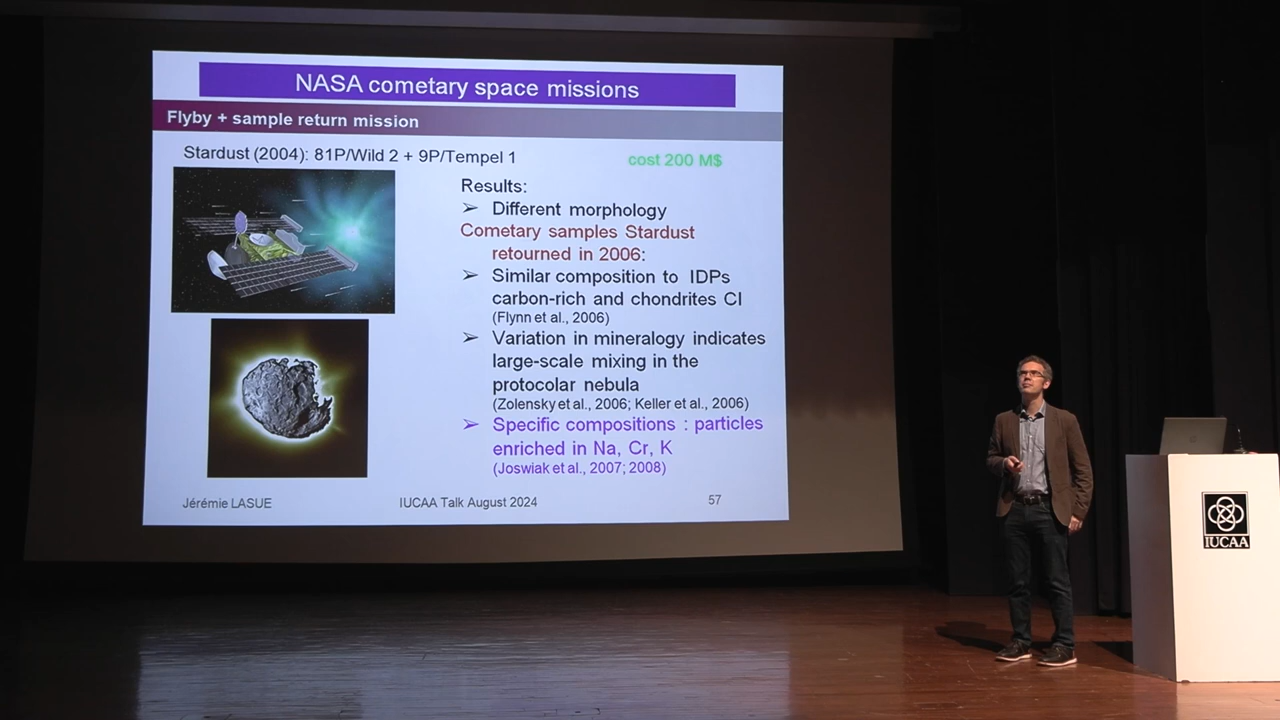 NASA cometary space missions
Flyby + sample return mission
Stardust (2004): 81P/Wild 2 + 9P/Tempel 1
cost 200 M$
Results:
➢ Different morphology
Cometary samples Stardust
retourned in 2006:
➢ Similar composition to IDPs
carbon-rich and chondrites CI
(Flynn et al., 2006)
➢ Variation in mineralogy indicates
large-scale mixing in the
protocolar nebula
(Zolensky et al., 2006; Keller et al., 2006)
➢ Specific compositions : particles
enriched in Na, Cr, K
(Joswiak et al., 2007; 2008)
Jérémie LASUE
IUCAA Talk August 2024
57
IUCAA